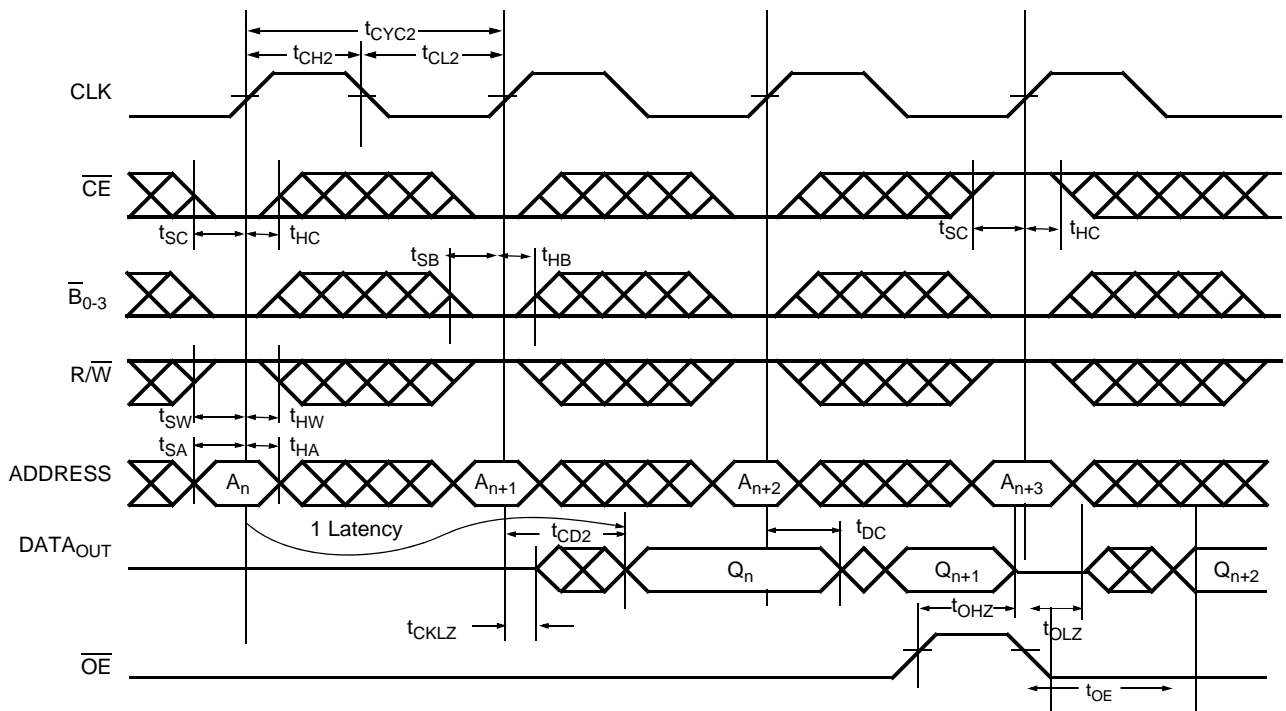 tCYC2
tCH2 tCL2
CLK
CE
tSC tHC tSC tHC
tSB tHB
B0-3
R/W
tSW tHW
tSA tHA
ADDRESS An An+1 An+2 An+3
1 Latency tCD2 tDC
DATAOUT
Qn Qn+1 Qn+2
tOHZ
tCKLZ tOLZ
OE
tOE